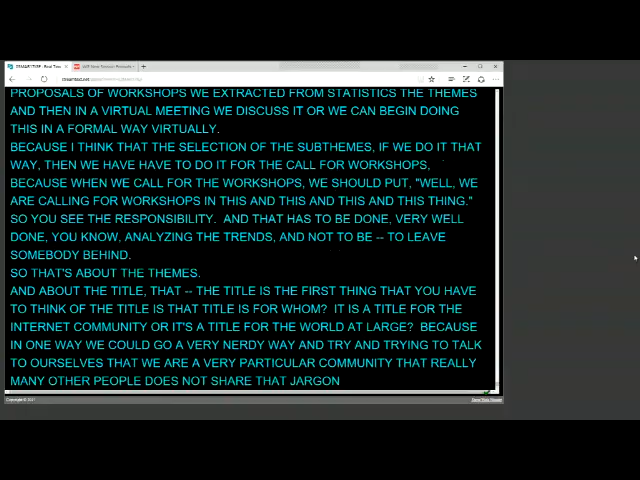 PROPOSALS OF WORKSHOPS WE EXTRACTED FROM STATISTICS THE THEMES
AND THEN IN A VIRTUAL MEETING WE DISCUSS IT OR WE CAN BEGIN DOING
THIS IN A FORMAL WAY VIRTUALLY.
BECAUSE I THINK THAT THE SELECTION OF THE SUBTHEMES, IF WE DO IT THAT
WAY, THEN WE HAVE HAVE TO DO IT FOR THE CALL FOR WORKSHOPS,
BECAUSE WHEN WE CALL FOR THE WORKSHOPS, WE SHOULD PUT, "WELL, WE
ARE CALLING FOR WORKSHOPS IN THIS AND THIS AND THIS AND THIS THING."
SO YOU SEE THE RESPONSIBILITY.  AND THAT HAS TO BE DONE, VERY WELL
DONE, YOU KNOW, ANALYZING THE TRENDS, AND NOT TO BE -- TO LEAVE
SOMEBODY BEHIND.
SO THAT'S ABOUT THE THEMES.
AND ABOUT THE TITLE, THAT -- THE TITLE IS THE FIRST THING THAT YOU HAVE
TO THINK OF THE TITLE IS THAT TITLE IS FOR WHOM?  IT IS A TITLE FOR THE
INTERNET COMMUNITY OR IT'S A TITLE FOR THE WORLD AT LARGE?  BECAUSE
IN ONE WAY WE COULD GO A VERY NERDY WAY AND TRY AND TRYING TO TALK
TO OURSELVES THAT WE ARE A VERY PARTICULAR COMMUNITY THAT REALLY
MANY OTHER PEOPLE DOES NOT SHARE THAT JARGON